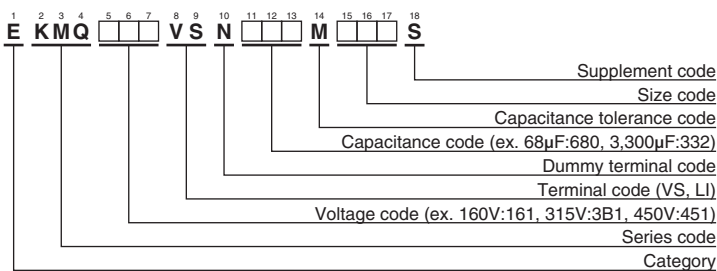 1 2 3 4 5 6 7 8 9 10 11 12 13 14 15 16 17 18
E KMQ □□□ VS N □□□ M □□□ S
Supplement code
Size code
Capacitance tolerance code
Capacitance code (ex. 68µF:680, 3,300µF:332)
Dummy terminal code
Terminal code (VS, LI)
Voltage code (ex. 160V:161, 315V:3B1, 450V:451)
Series code
Category